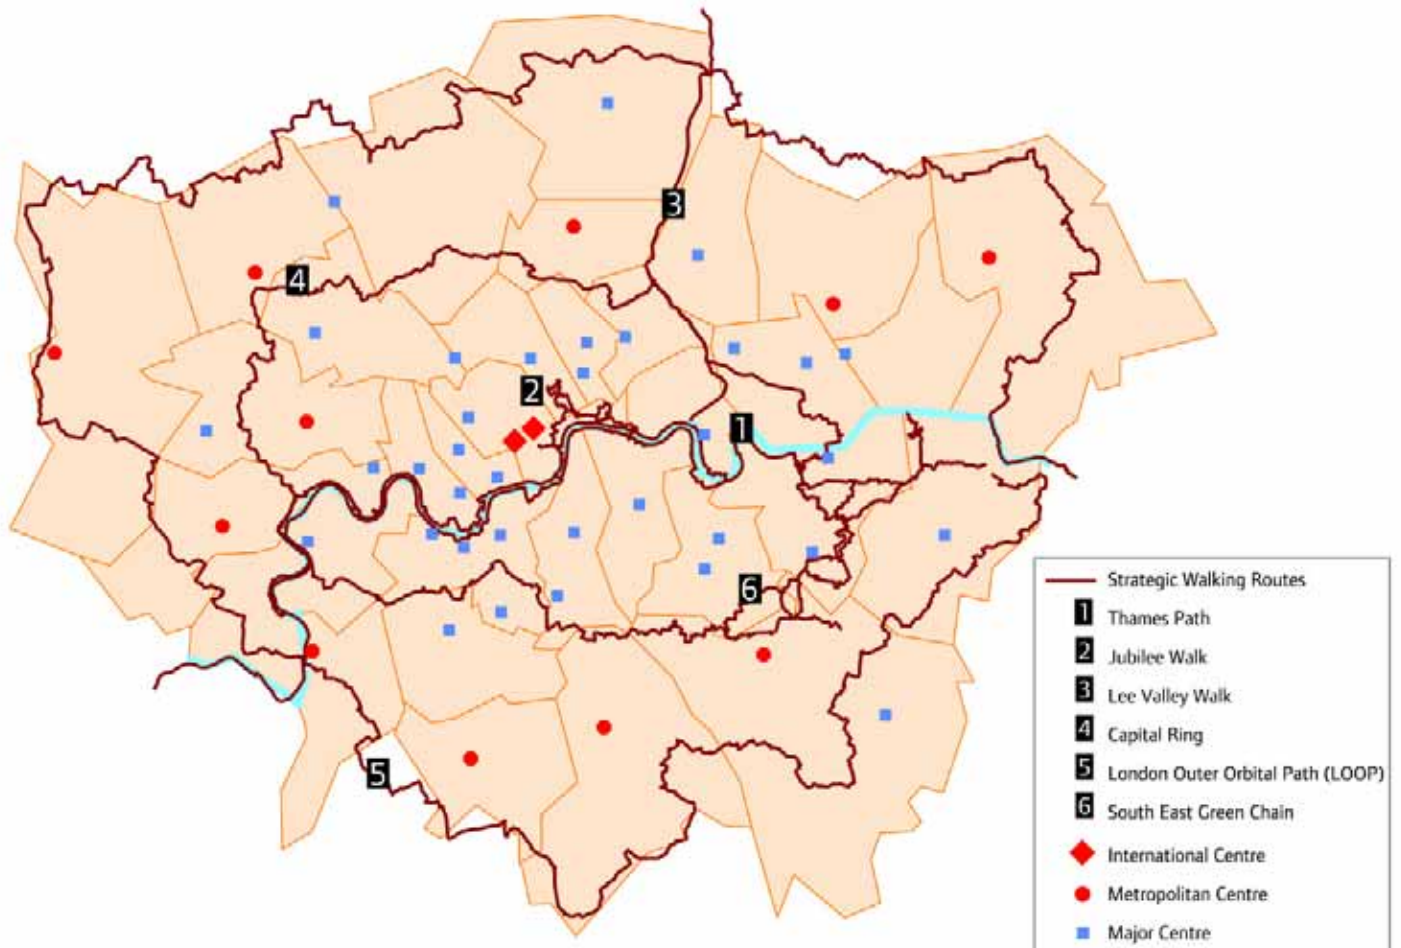 3
4
2
1
6
5
Strategic Walking Routes
1 Thames Path
2 Jubilee Walk
3 Lee Valley Walk
4 Capital Ring
5 London Outer Orbital Path (LOOP)
6 South East Green Chain
International Centre
Metropolitan Centre
Major Centre